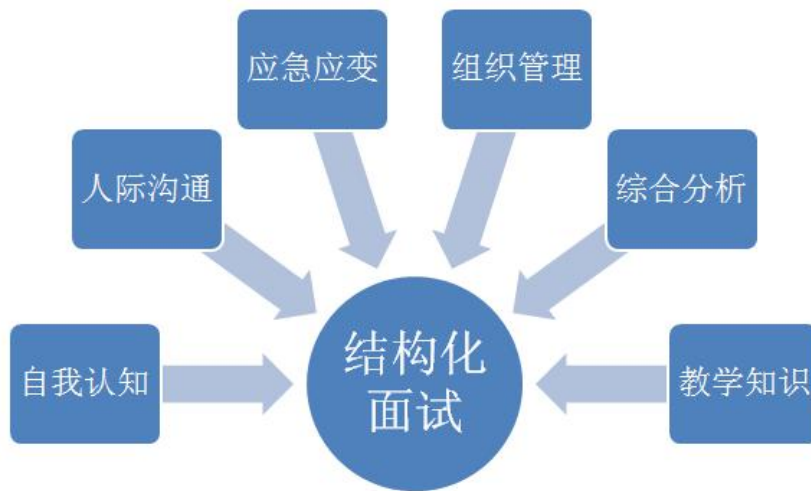 应急应变
组织管理
人际沟通
综合分析
自我认知
结构化
面试
教学知识